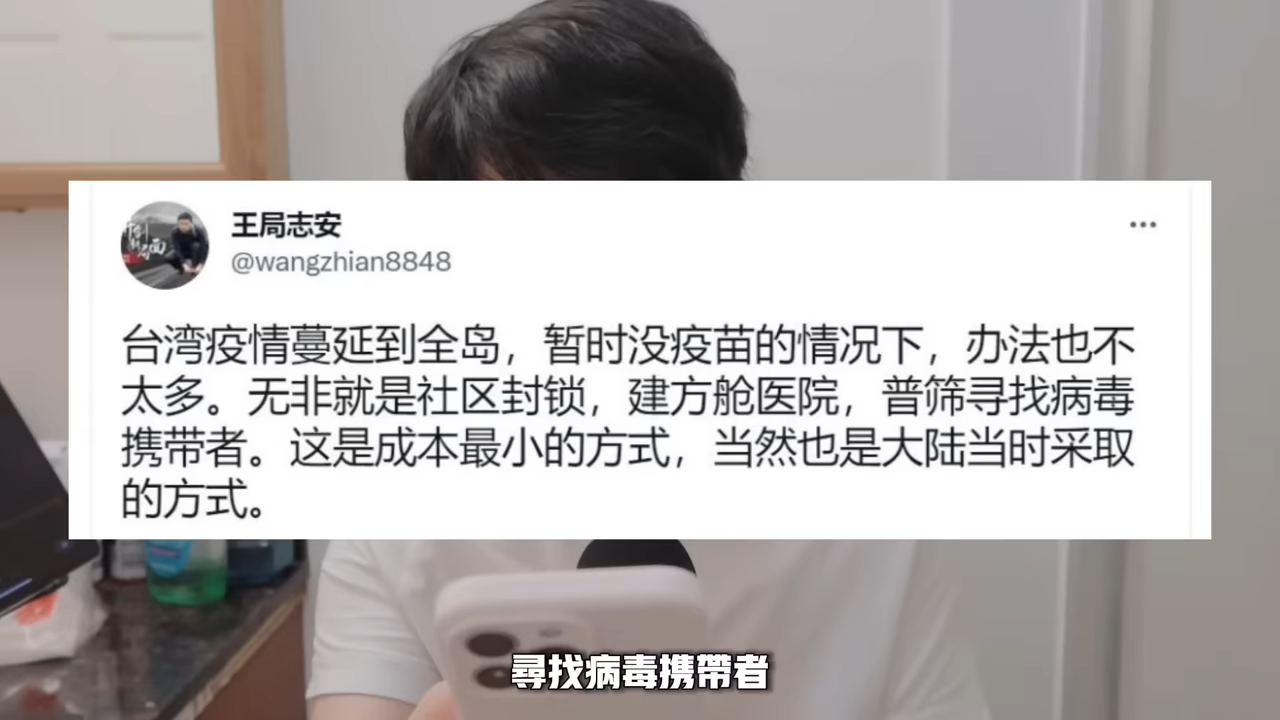 王局志安
@wangzhian8848
台湾疫情蔓延到全岛，暂时没疫苗的情况下，办法也不
太多。无非就是社区封锁，建方舱医院，普筛寻找病毒
携带者。这是成本最小的方式，当然也是大陆当时采取
的方式。
尋找病毒携帶者